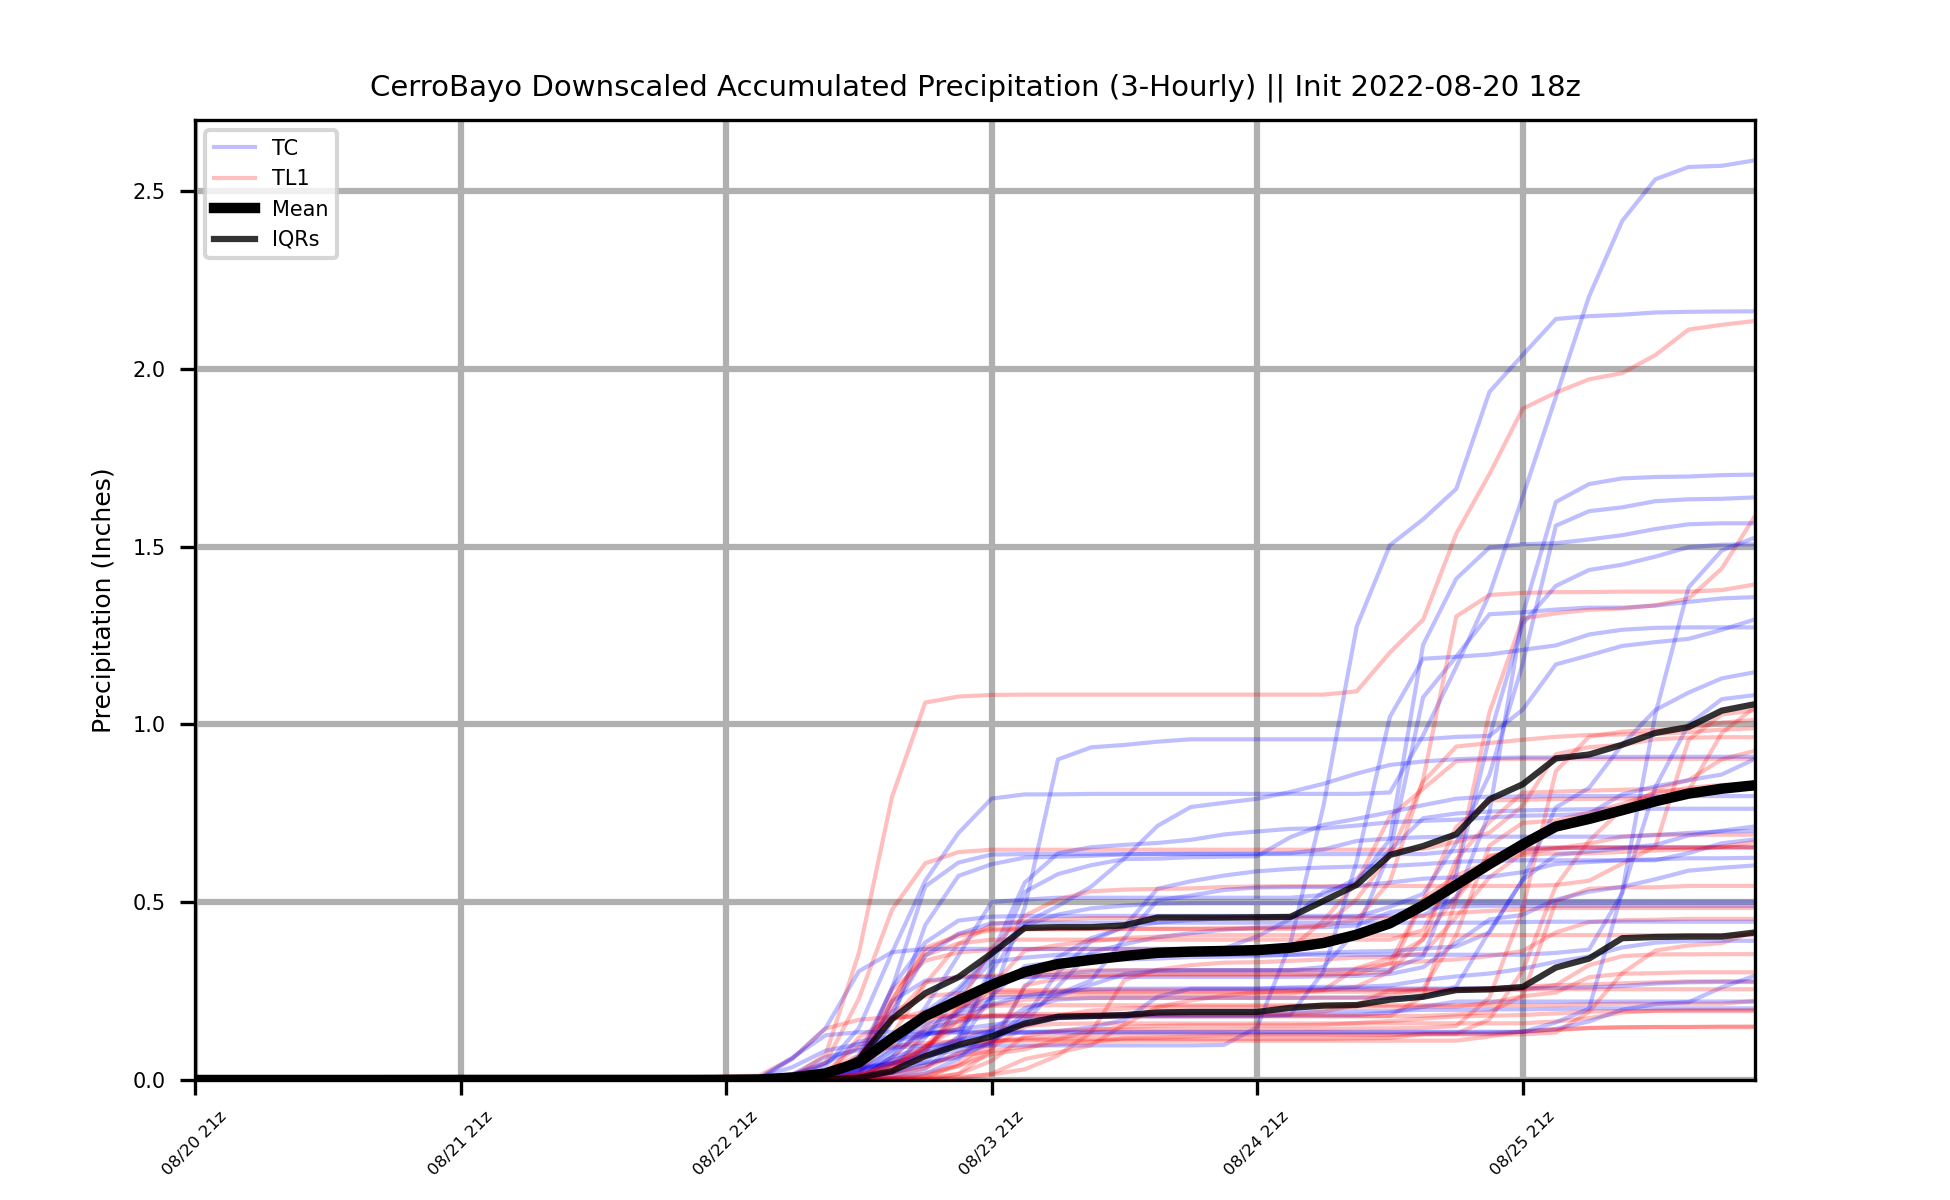 CerroBayo Downscaled Accumulated Precipitation (3-Hourly) || Init 2022-08-20 18z
TC
TL1
Mean
IQRs
Precipitation (Inches)
2.5
2.0
1.5
1.0
0.5
0.0
08/20 21z
08/21 21z
08/22 21z
08/23 21z
08/24 21z
08/25 21z